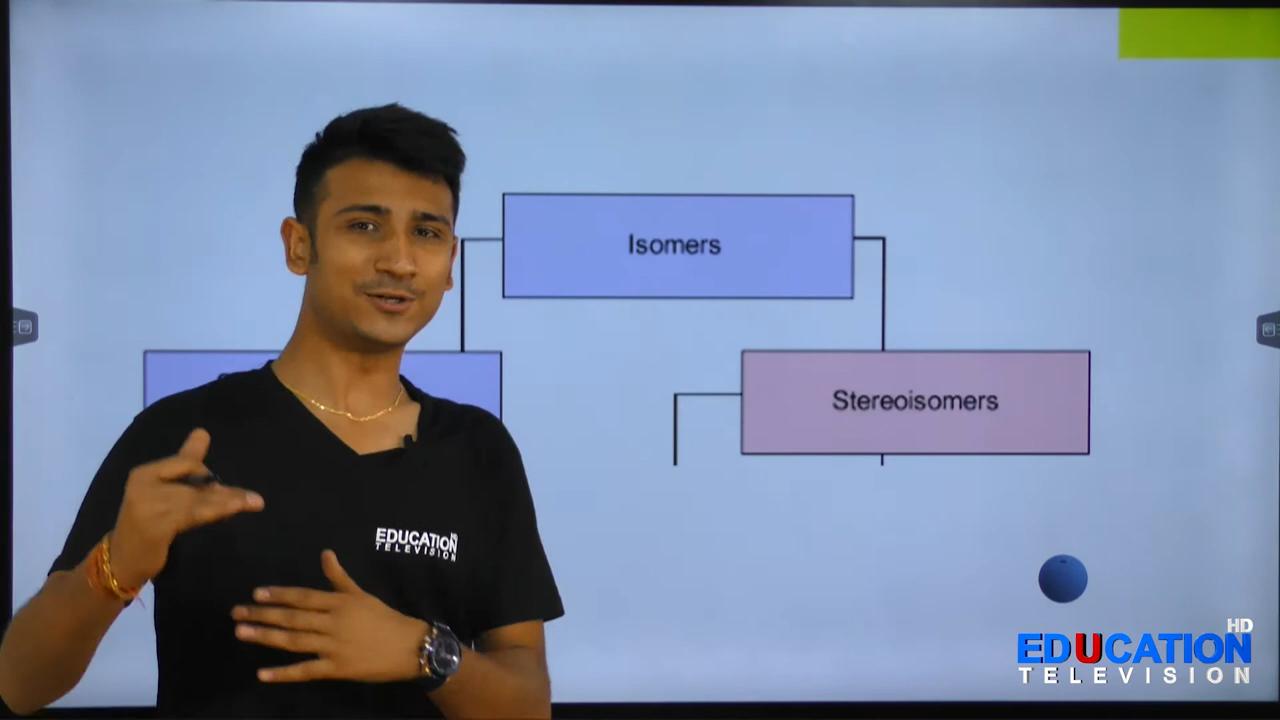 Isomers
Stereoisomers
EDUCATION
TELEVISION
HD
EDUCATION
TELEVISION